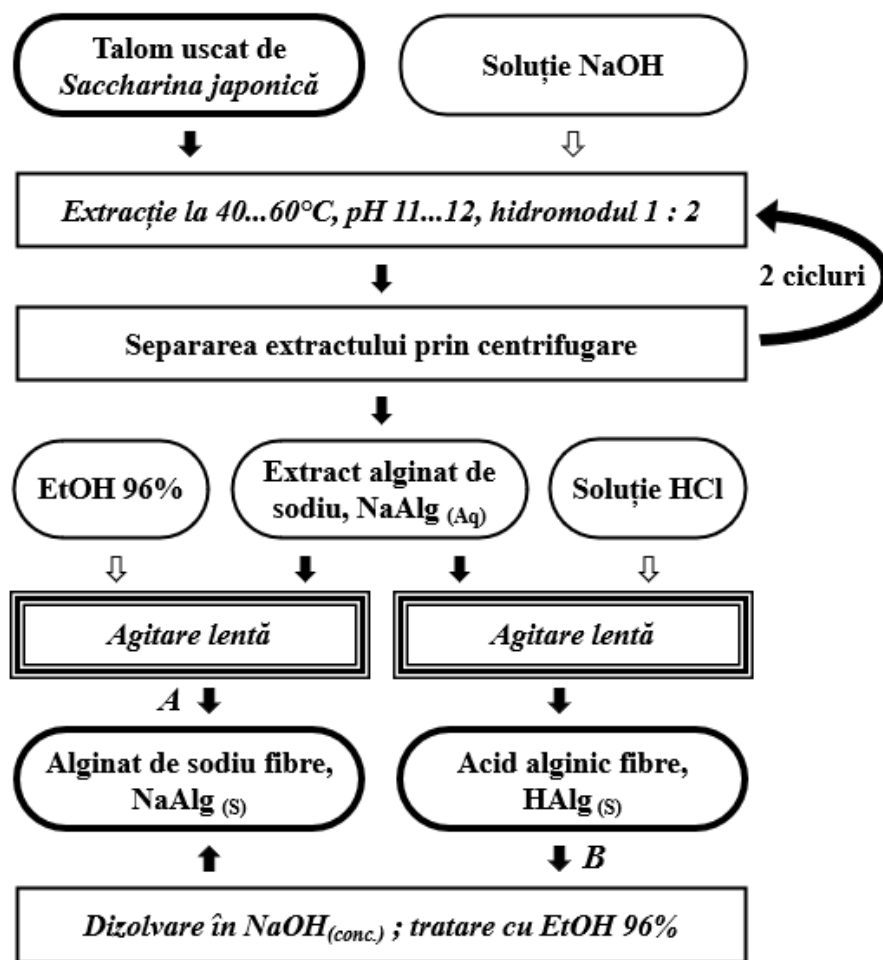 Talom uscat de
Saccharina japonică
Soluție NaOH
Extracție la 40...60°C, pH 11...12, hidromodul 1 : 2
2 cicluri
Separarea extractului prin centrifugare
EtOH 96%
Extract alginat de
sodiu, NaAlg (Aq)
Soluție HCl
Agitare lentă
Agitare lentă
A
Alginat de sodiu fibre,
NaAlg (S)
Acid alginic fibre,
HAlg (S)
B
Dizolvare în NaOH(conc.) ; tratare cu EtOH 96%